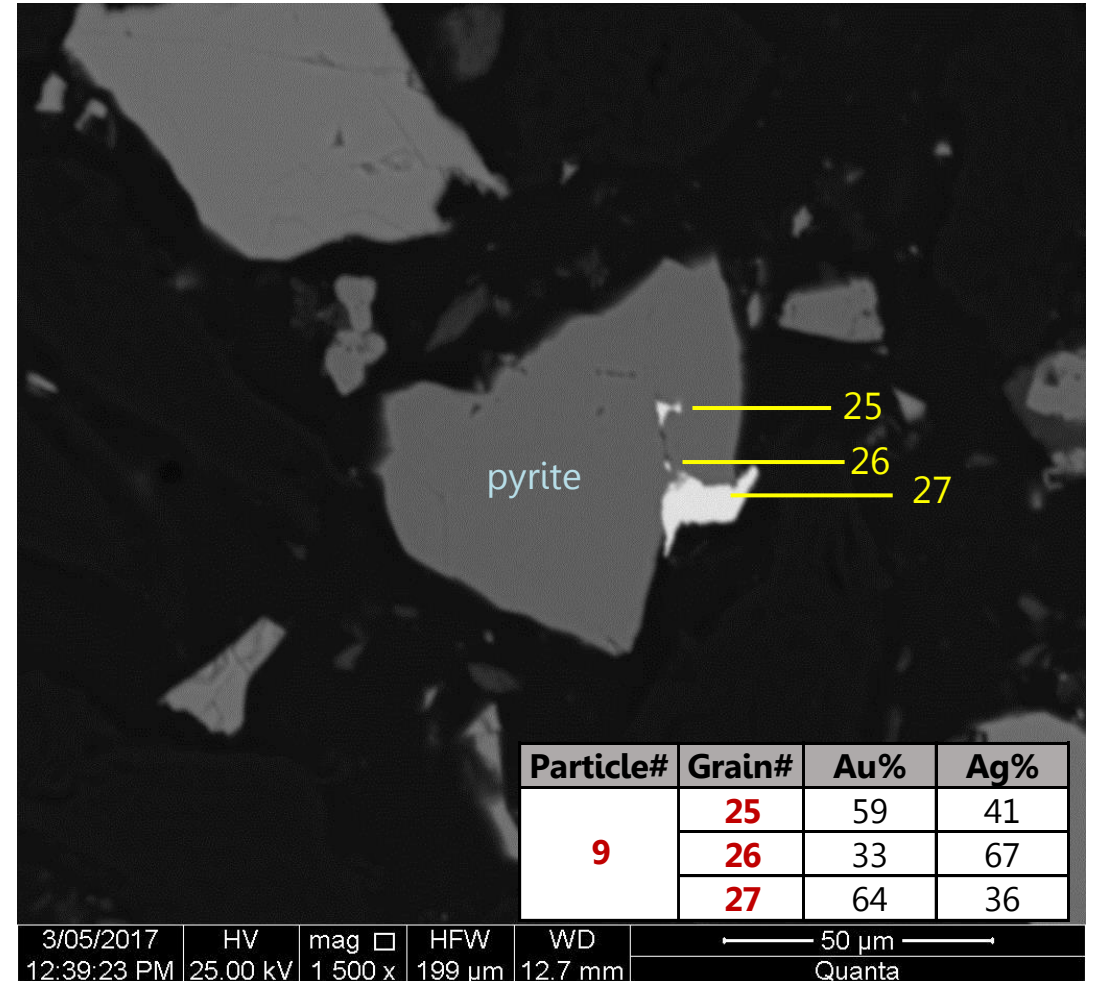 25
26
pyrite
27
Particle# Grain# Au% Ag%
9
25 59 41
26 33 67
27 64 36
3/05/2017 HV mag HFW WD 50 µm
12:39:23 PM 25.00 kV 1 500 x 199 µm 12.7 mm Quanta